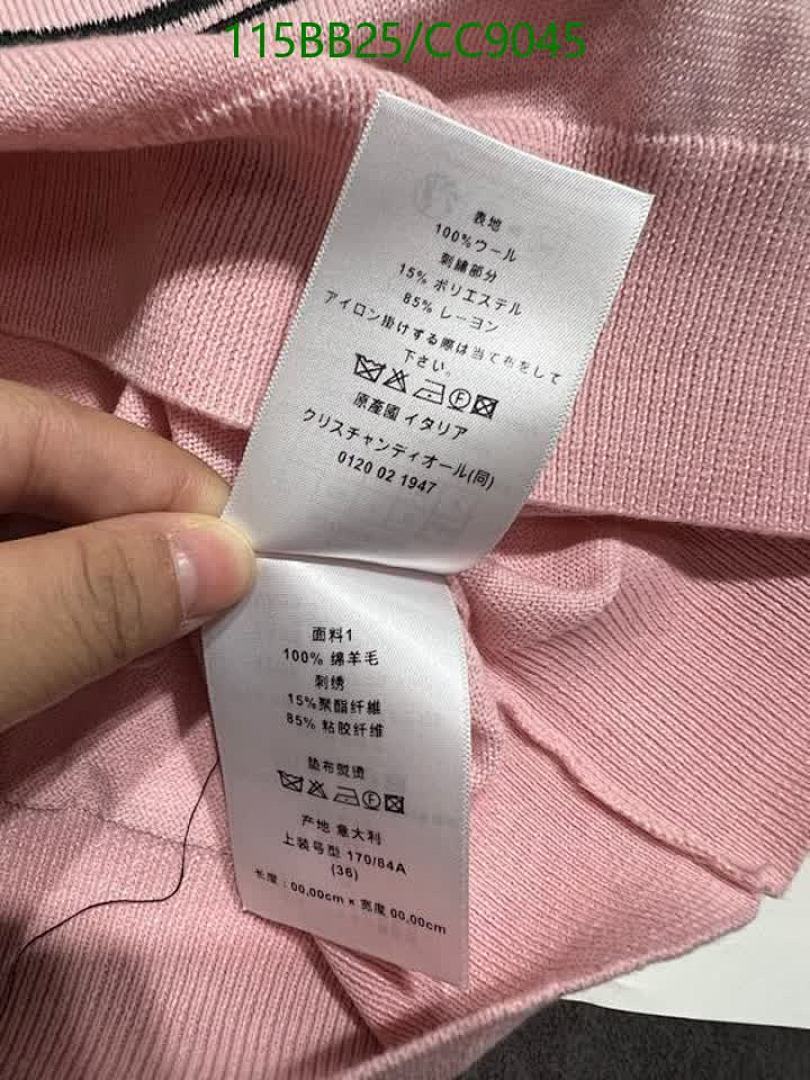 115BB25/CC9045
表地
100%ウール
刺繍部分
15% ポリエステル
85% レーヨン
アイロン掛けする際は当て布をして
下さい。
原產國 イタリア
クリスチャンディオール(同)
0120 02 1947
面料1
100% 绵羊毛
刺绣
15%聚酯纤維
85% 粘胶纤维
垫布熨烫
产地 意大利
上装号型 170/84A
(36)
长度：00,00cm × 宽度 00,00cm